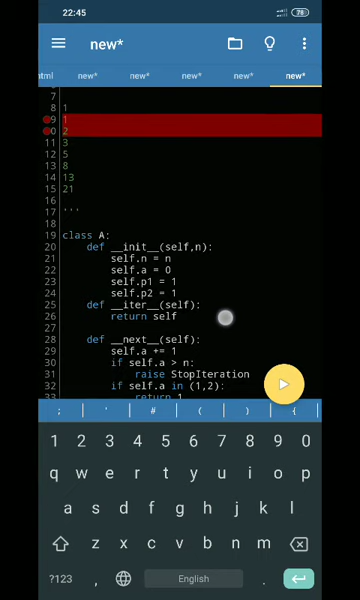 22:45
78
new*
html
new*
new*
new*
new*
new*
7
8 1
9 1
0 2
11 3
12 5
13 8
14 13
15 21
16
17 '''
18
19 class A:
20 def __init__(self,n):
21 self.n = n
22 self.a = 0
23 self.p1 = 1
24 self.p2 = 1
25 def __iter__(self):
26 return self
27
28 def __next__(self):
29 self.a += 1
30 if self.a > n:
31 raise StopIteration
32 if self.a in (1,2):
33 return 1
; ' # ( ) {
1 2 3 4 5 6 7 8 9 0
q w e r t y u i o p
a s d f g h j k l
z x c v b n m
?123 , English .